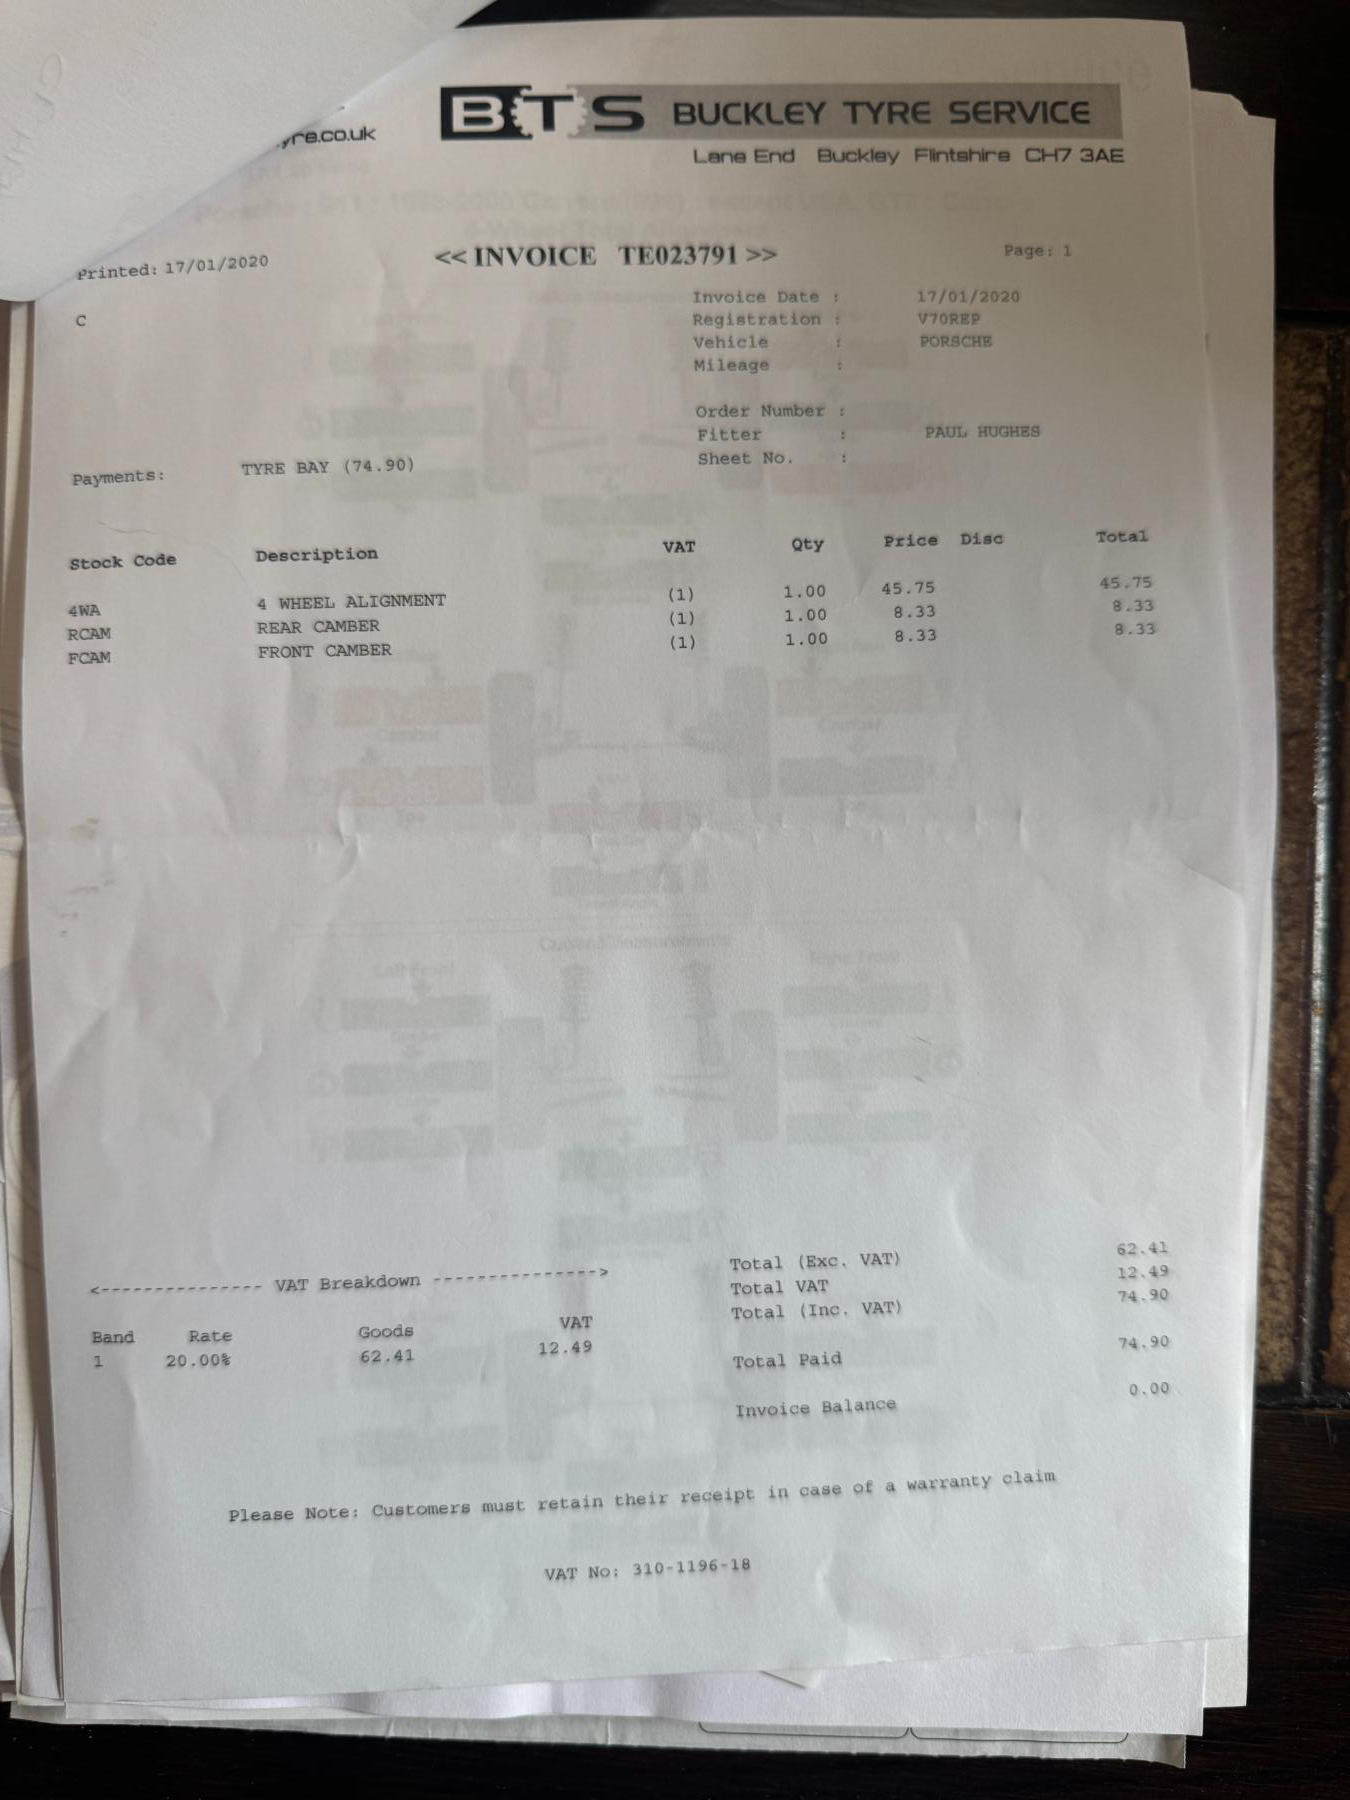 yre.co.uk
BTS BUCKLEY TYRE SERVICE
Lane End Buckley Flintshire CH7 3AE
Printed: 17/01/2020
<< INVOICE TE023791 >>
Page: 1
C
Invoice Date : 17/01/2020
Registration : V70REP
Vehicle : PORSCHE
Mileage :
Order Number :
Fitter : PAUL HUGHES
Sheet No. :
Payments: TYRE BAY (74.90)
Stock Code Description VAT Qty Price Disc Total
4WA 4 WHEEL ALIGNMENT (1) 1.00 45.75 45.75
RCAM REAR CAMBER (1) 1.00 8.33 8.33
FCAM FRONT CAMBER (1) 1.00 8.33 8.33
<-------------- VAT Breakdown -------------->
Band Rate Goods VAT
1 20.00% 62.41 12.49
Total (Exc. VAT) 62.41
Total VAT 12.49
Total (Inc. VAT) 74.90
Total Paid 74.90
Invoice Balance 0.00
Please Note: Customers must retain their receipt in case of a warranty claim
VAT No: 310-1196-18